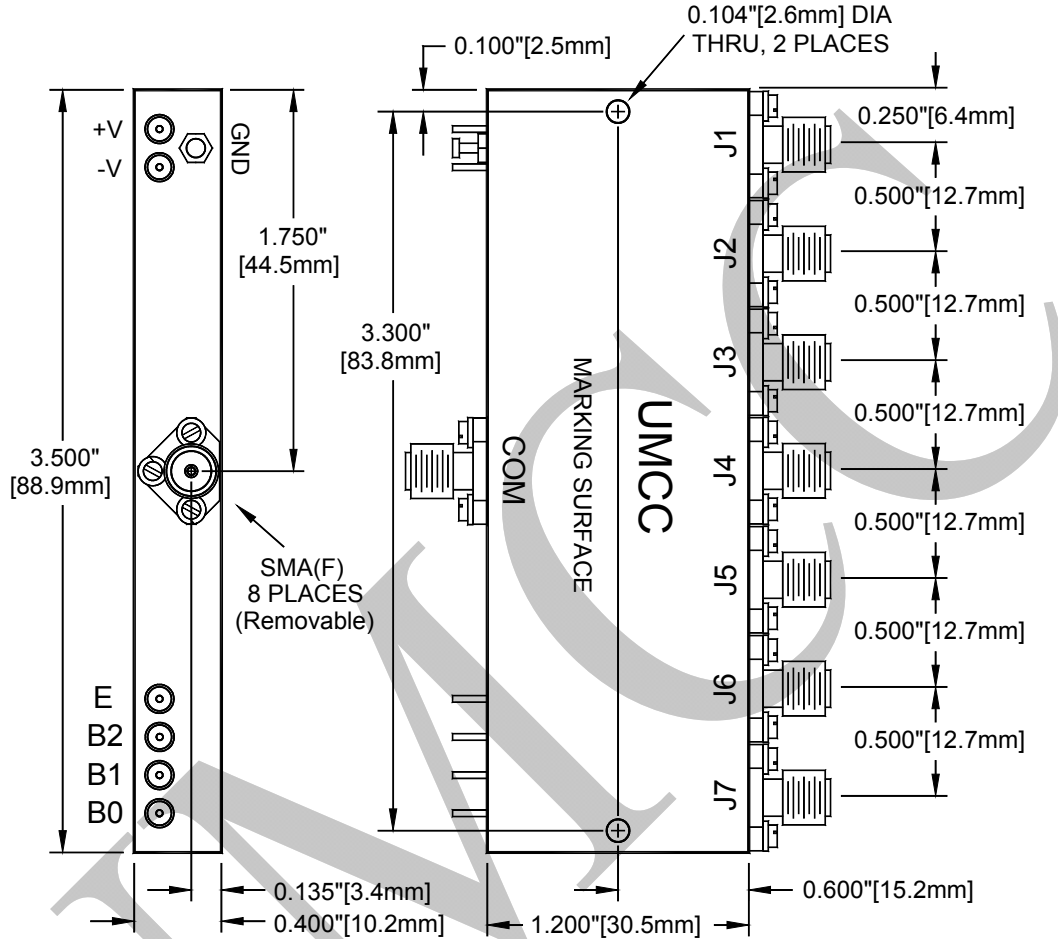 0.104"[2.6mm] DIA
THRU, 2 PLACES
0.100"[2.5mm]
+V
-V
GND
1.750"
[44.5mm]
3.500"
[88.9mm]
SMA(F)
8 PLACES
(Removable)
E
B2
B1
B0
0.135"[3.4mm]
0.400"[10.2mm]
3.300"
[83.8mm]
COM
MARKING SURFACE
UMCC
J1
J2
J3
J4
J5
J6
J7
0.250"[6.4mm]
0.500"[12.7mm]
0.500"[12.7mm]
0.500"[12.7mm]
0.500"[12.7mm]
0.500"[12.7mm]
0.500"[12.7mm]
0.600"[15.2mm]
1.200"[30.5mm]
UMCC